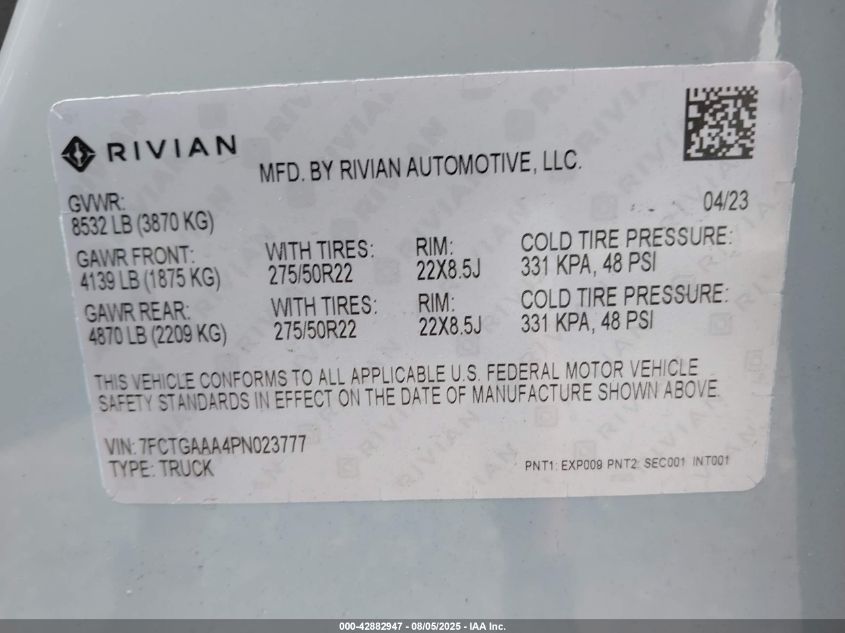 RIVIAN
MFD. BY RIVIAN AUTOMOTIVE, LLC.
04/23
GVWR:
8532 LB (3870 KG)
GAWR FRONT: WITH TIRES: RIM: COLD TIRE PRESSURE:
4139 LB (1875 KG) 275/50R22 22X8.5J 331 KPA, 48 PSI
GAWR REAR: WITH TIRES: RIM: COLD TIRE PRESSURE:
4870 LB (2209 KG) 275/50R22 22X8.5J 331 KPA, 48 PSI
THIS VEHICLE CONFORMS TO ALL APPLICABLE U.S. FEDERAL MOTOR VEHICLE
SAFETY STANDARDS IN EFFECT ON THE DATE OF MANUFACTURE SHOWN ABOVE.
VIN: 7FCTGAAA4PN023777
TYPE: TRUCK
PNT1: EXP009 PNT2: SEC001 INT001
000-42882947 - 08/05/2025 - IAA Inc.